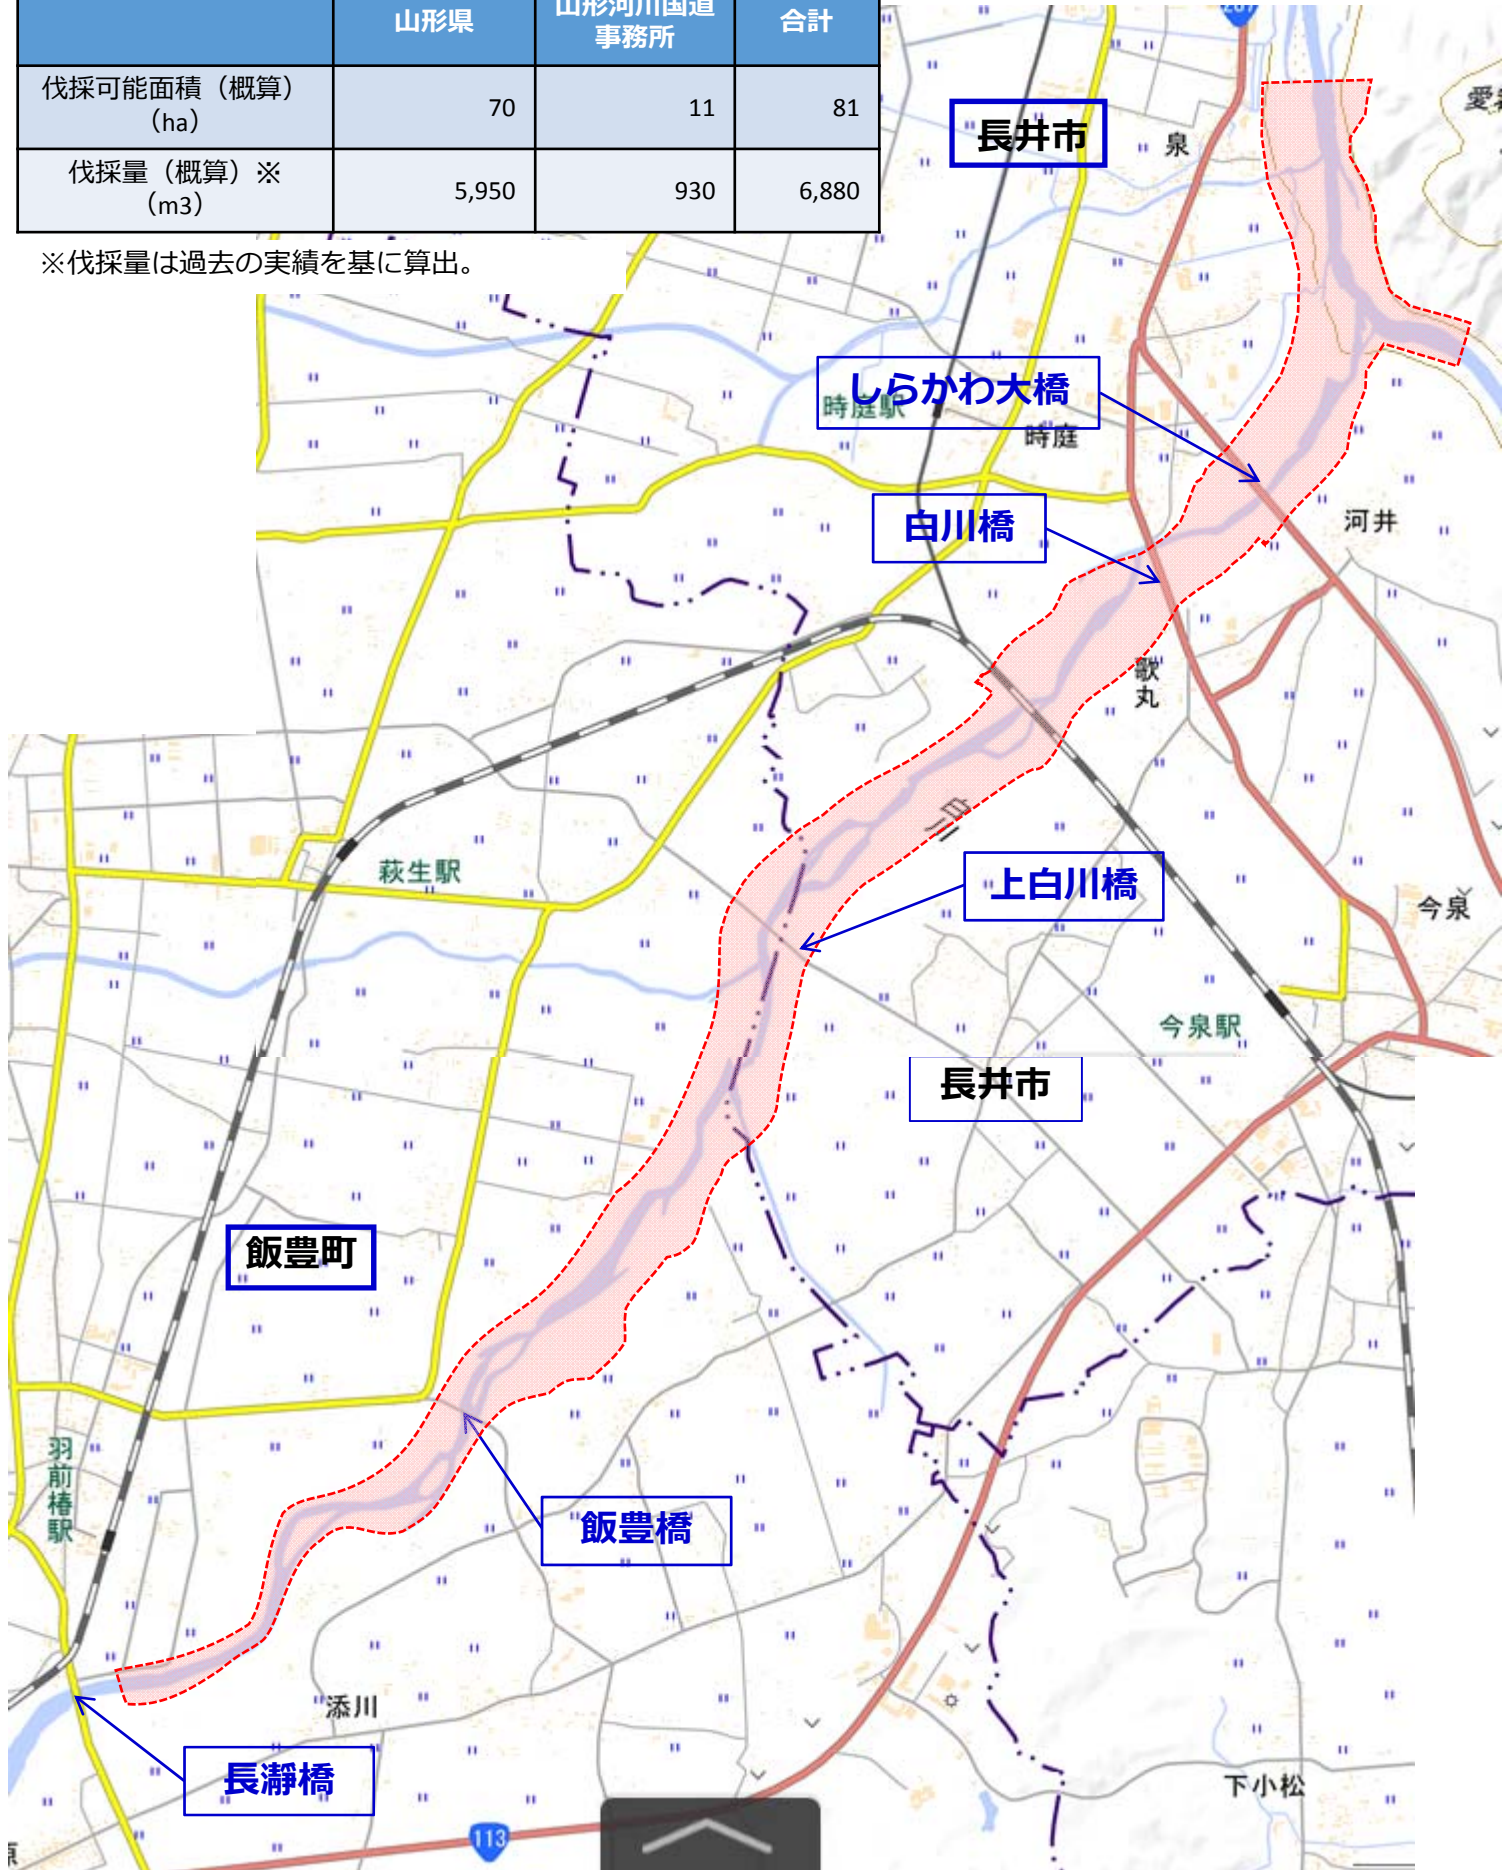 山形県
山形河川国道
事務所
合計
伐採可能面積（概算）
（ha）
70
11
81
伐採量（概算）※
（m3）
5,950
930
6,880
※伐採量は過去の実績を基に算出。
長井市
泉
しらかわ大橋
時庭駅
時庭
白川橋
河井
歌丸
白川
萩生駅
上白川橋
今泉
今泉駅
長井市
飯豊町
羽前椿駅
飯豊橋
添川
長瀞橋
下小松
113